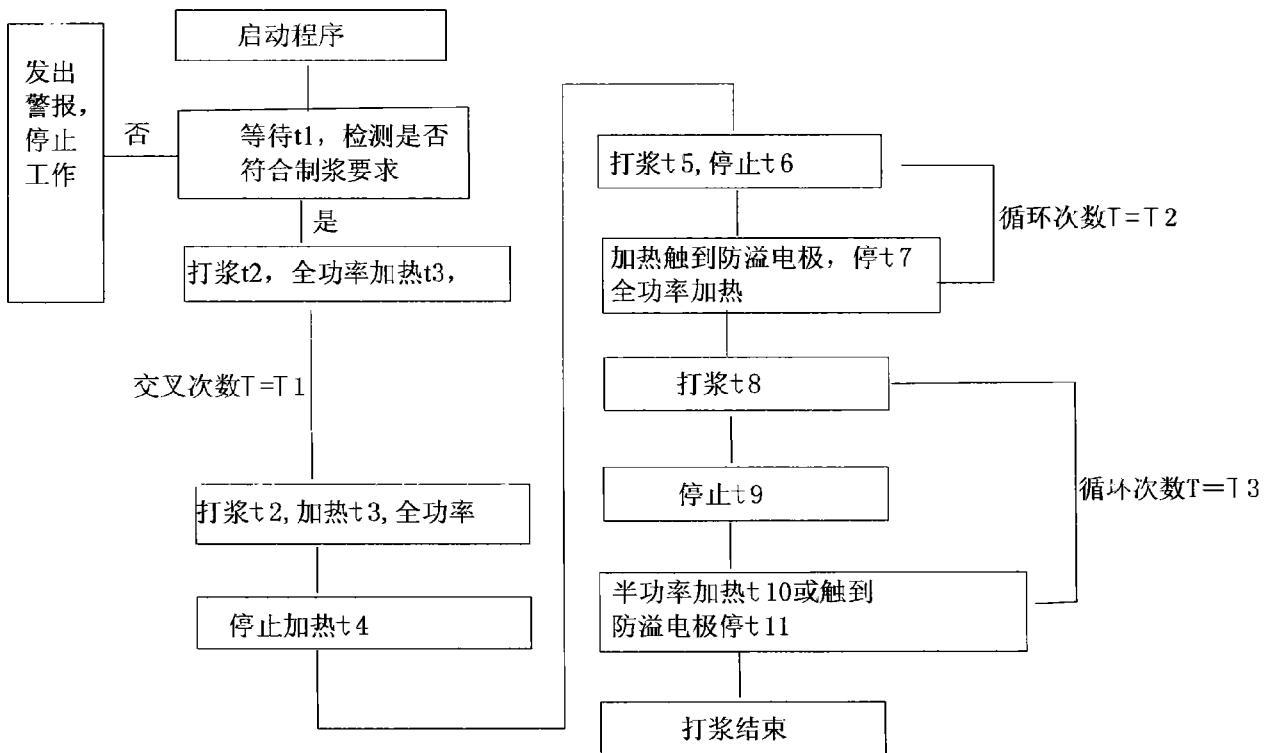 启动程序
发出
警报，
停止
工作
否
等待t1，检测是否
符合制浆要求
是
打浆t2，全功率加热t3，
交叉次数T=T1
打浆t2,加热t3,全功率
停止加热t4
打浆t5,停止t6
循环次数T=T2
加热触到防溢电极，停t7
全功率加热
打浆t8
停止t9
循环次数T=T3
半功率加热t10或触到
防溢电极停t11
打浆结束